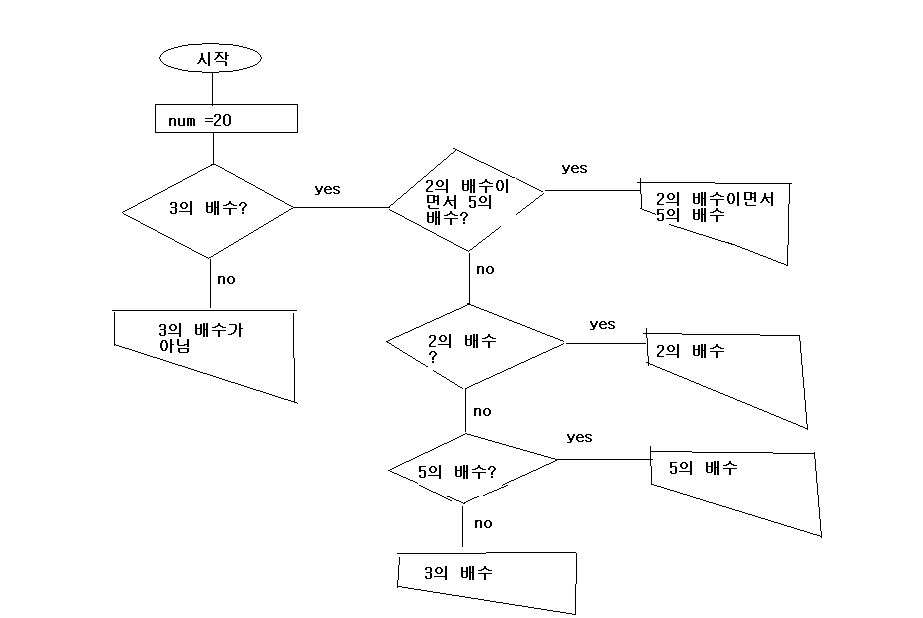 시작
num =20
3의 배수?
yes
2의 배수이
면서 5의
배수?
yes
2의 배수이면서
5의 배수
no
3의 배수가
아님
no
2의 배수
?
yes
2의 배수
no
5의 배수?
yes
5의 배수
no
3의 배수